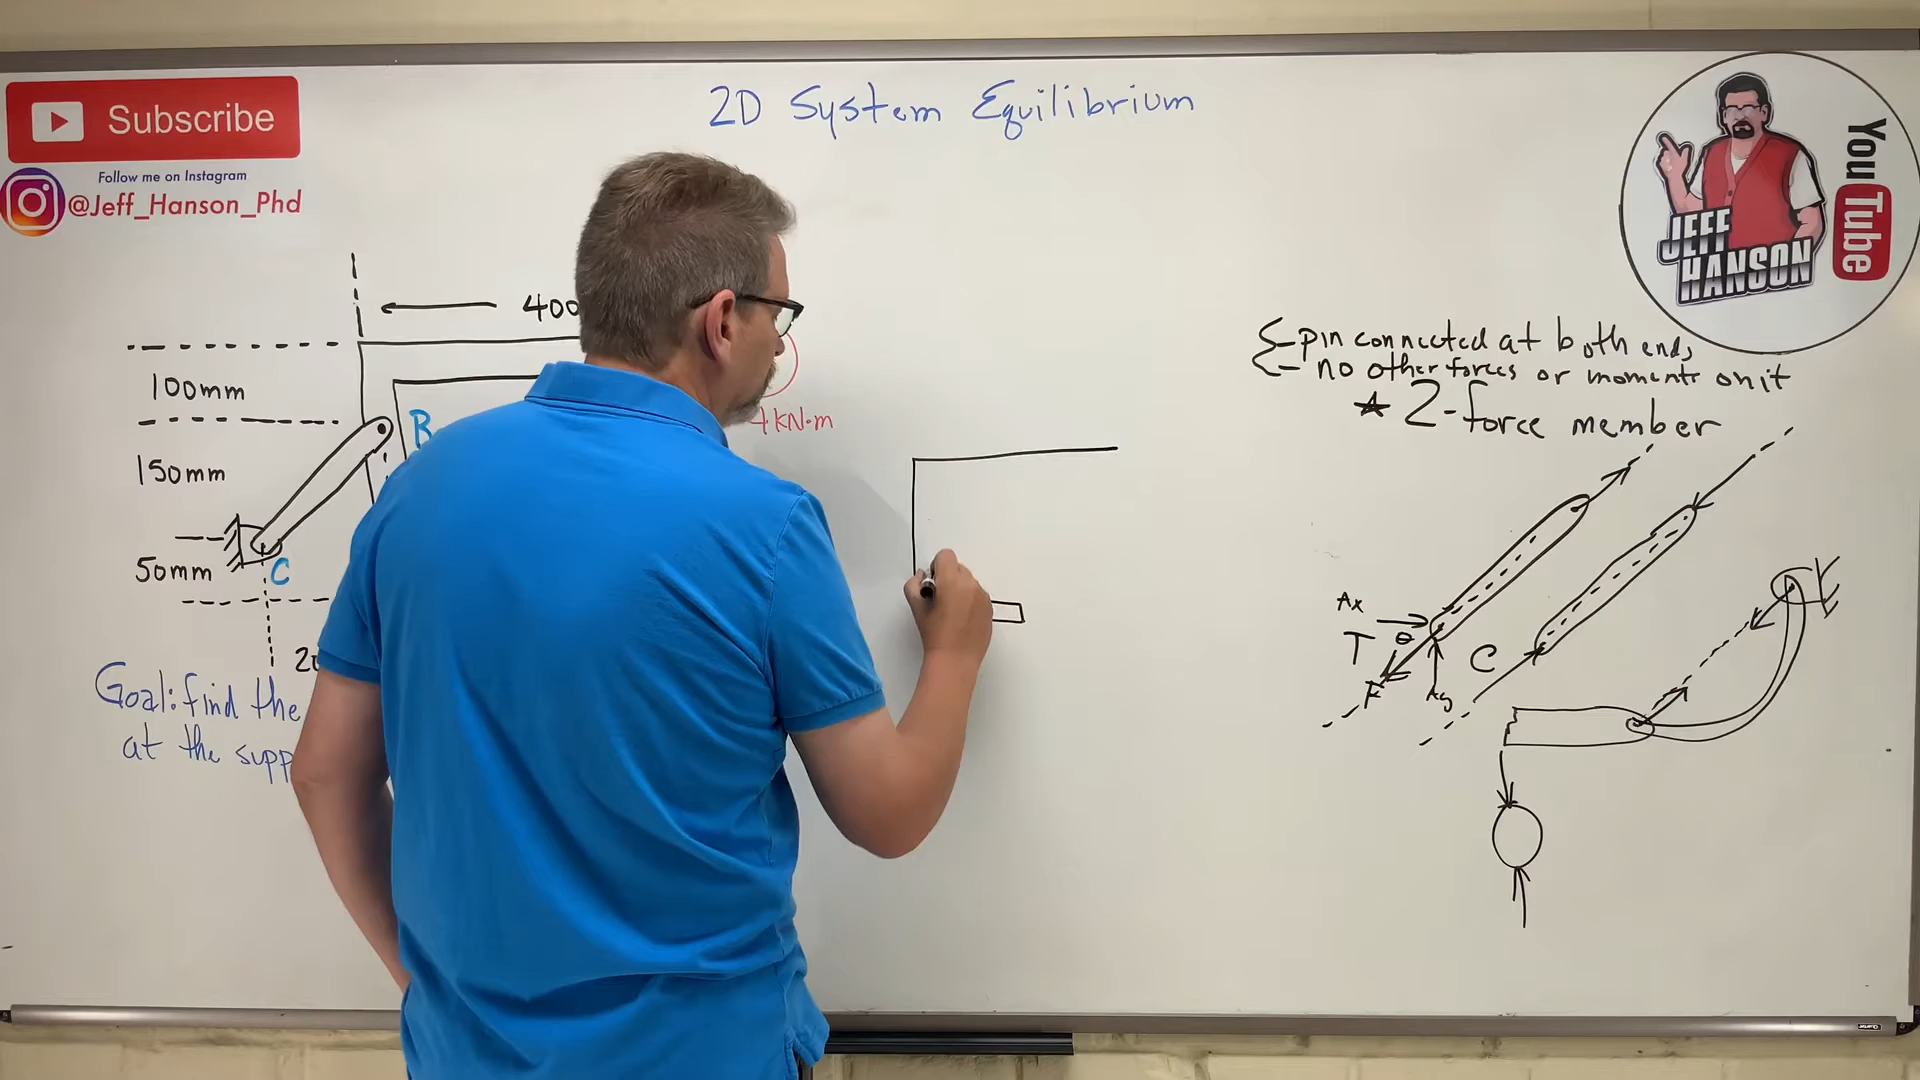 2D System Equilibrium
Subscribe
Follow me on Instagram
@Jeff_Hanson_Phd
YouTube
JEFF
HANSON
400
100mm
150mm
50mm
B
C
4kN·m
Goal: find the
at the supp
pin connected at both ends
no other forces or moments on it
★ 2-force member
Ax
T
θ
F
Ay
C